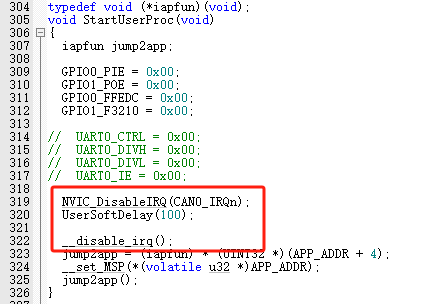 304 typedef void (*iapfun)(void);
305 void StartUserProc(void)
306 {
307 iapfun jump2app;
308
309 GPIO0_PIE = 0x00;
310 GPIO1_POE = 0x00;
311 GPIO0_FFEDC = 0x00;
312 GPIO1_F3210 = 0x00;
313
314 // UART0_CTRL = 0x00;
315 // UART0_DIVH = 0x00;
316 // UART0_DIVL = 0x00;
317 // UART0_IE = 0x00;
318
319 NVIC_DisableIRQ(CAN0_IRQn);
320 UserSoftDelay(100);
321
322 __disable_irq();
323 jump2app = (iapfun) * (UINT32 *)(APP_ADDR + 4);
324 __set_MSP(*(volatile u32 *)APP_ADDR);
325 jump2app();
326 }